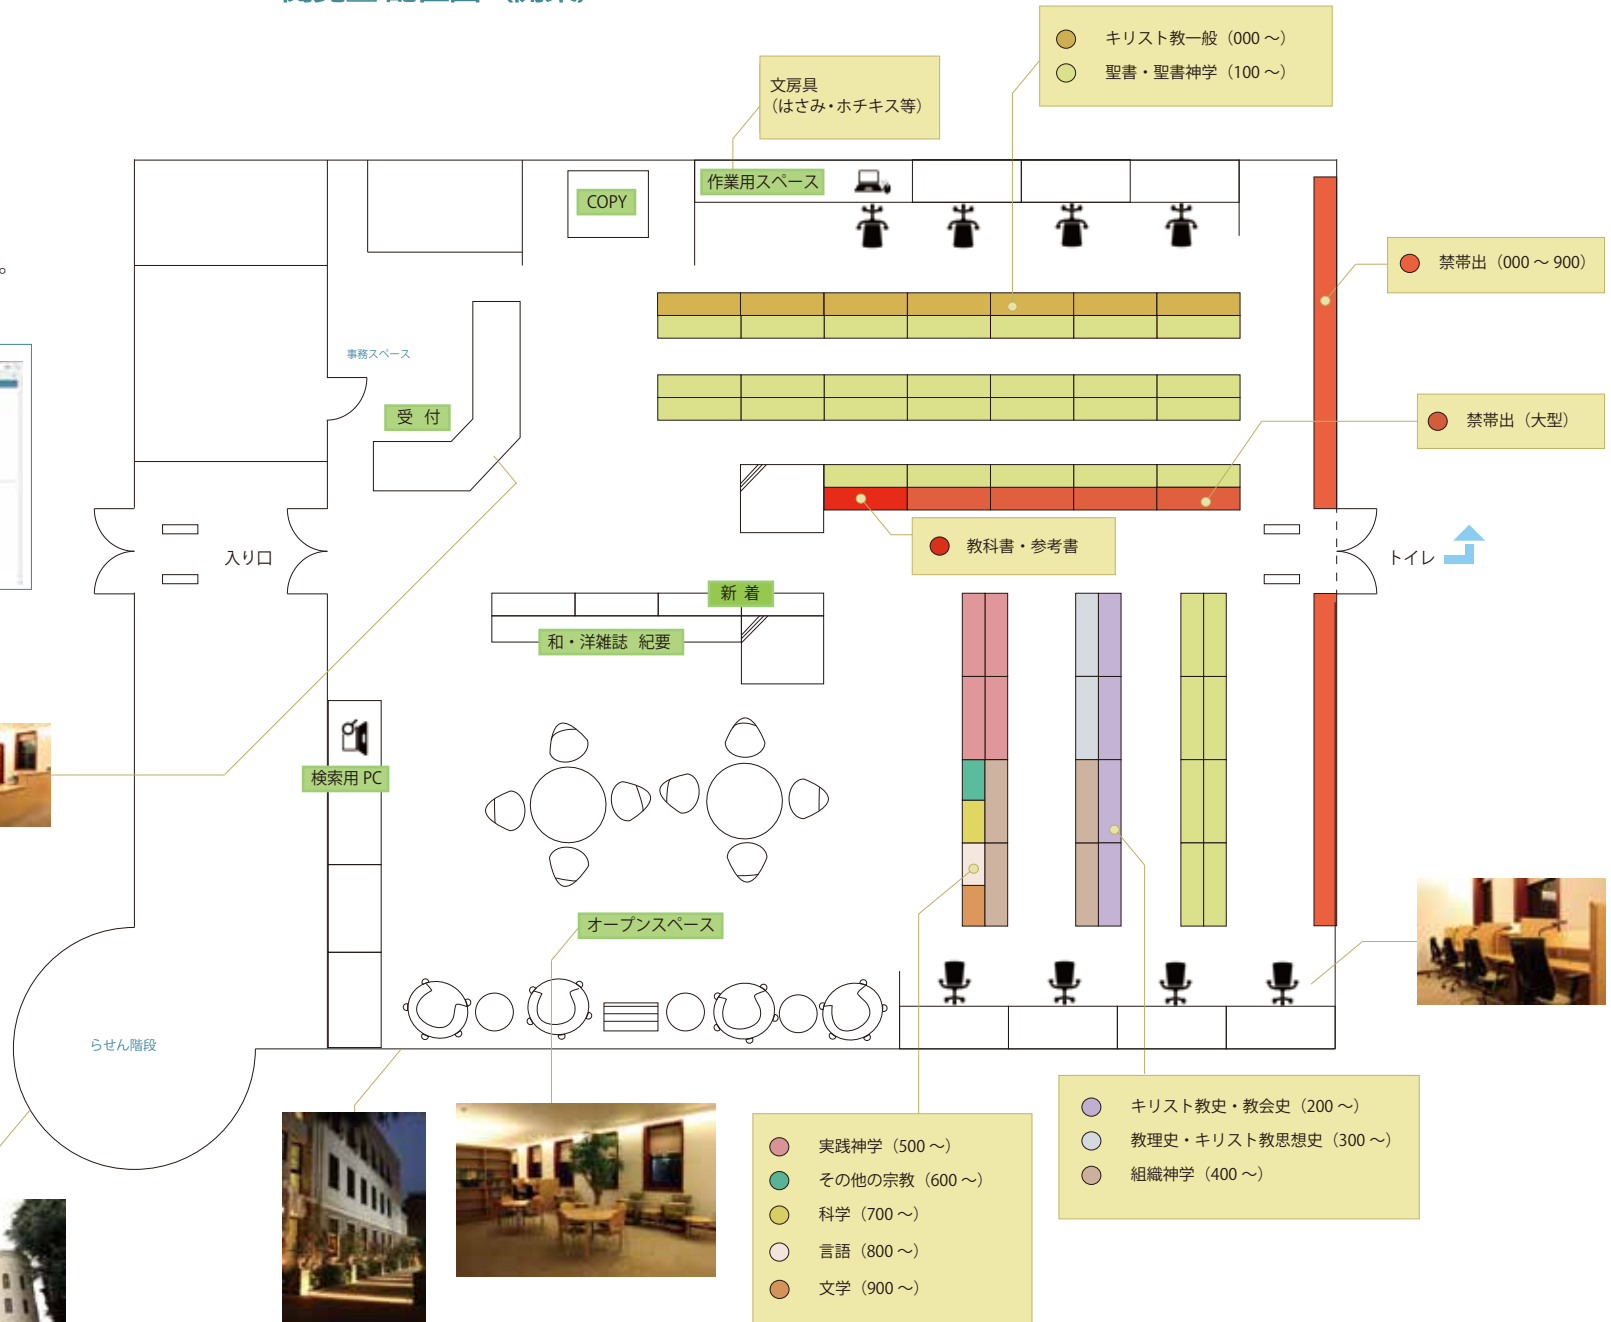 キリスト教一般（000 ～）
聖書・聖書神学（100 ～）
文房具
（はさみ・ホチキス等）
作業用スペース
COPY
。
禁帯出（000 ～ 900）
事務スペース
受 付
禁帯出（大型）
教科書・参考書
入り口
トイレ
新 着
和・洋雑誌 紀要
検索用 PC
オープンスペース
らせん階段
キリスト教史・教会史（200 ～）
教理史・キリスト教思想史（300 ～）
組織神学（400 ～）
実践神学（500 ～）
その他の宗教（600 ～）
科学（700 ～）
言語（800 ～）
文学（900 ～）